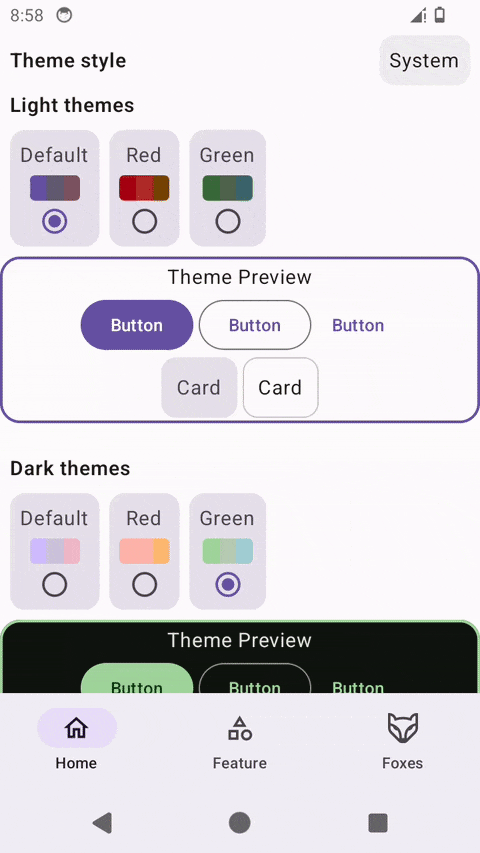 8:58
Theme style
System
Light themes
Default Red Green
Theme Preview
Button Button Button
Card Card
Dark themes
Default Red Green
Theme Preview
Button Button Button
Home Feature Foxes